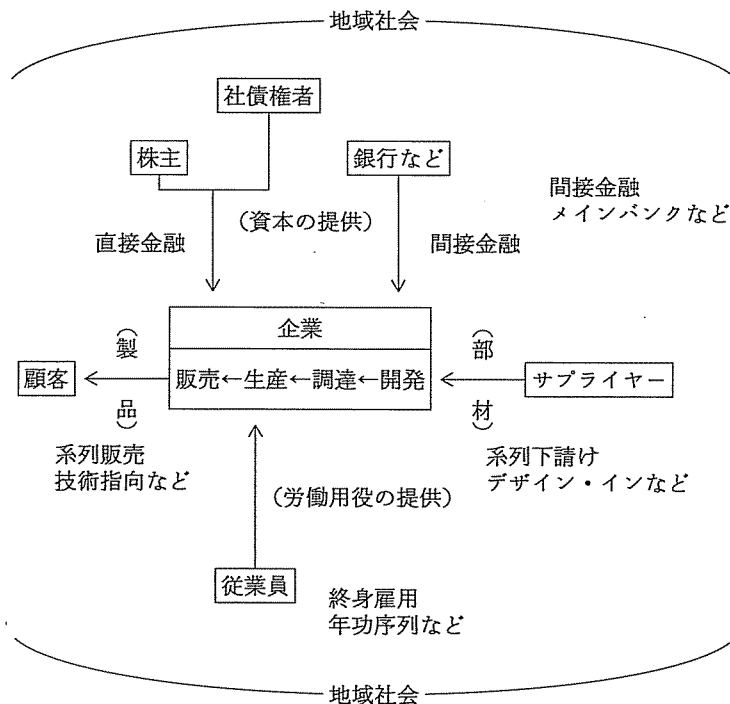 地域社会
社債権者
株主
銀行など
間接金融
メインバンクなど
(資本の提供)
直接金融
間接金融
企業
(製品)
(部材)
顧客
販売←生産←調達←開発
サプライヤー
系列販売
技術指向など
系列下請け
デザイン・インなど
(労働用役の提供)
従業員
終身雇用
年功序列など
地域社会